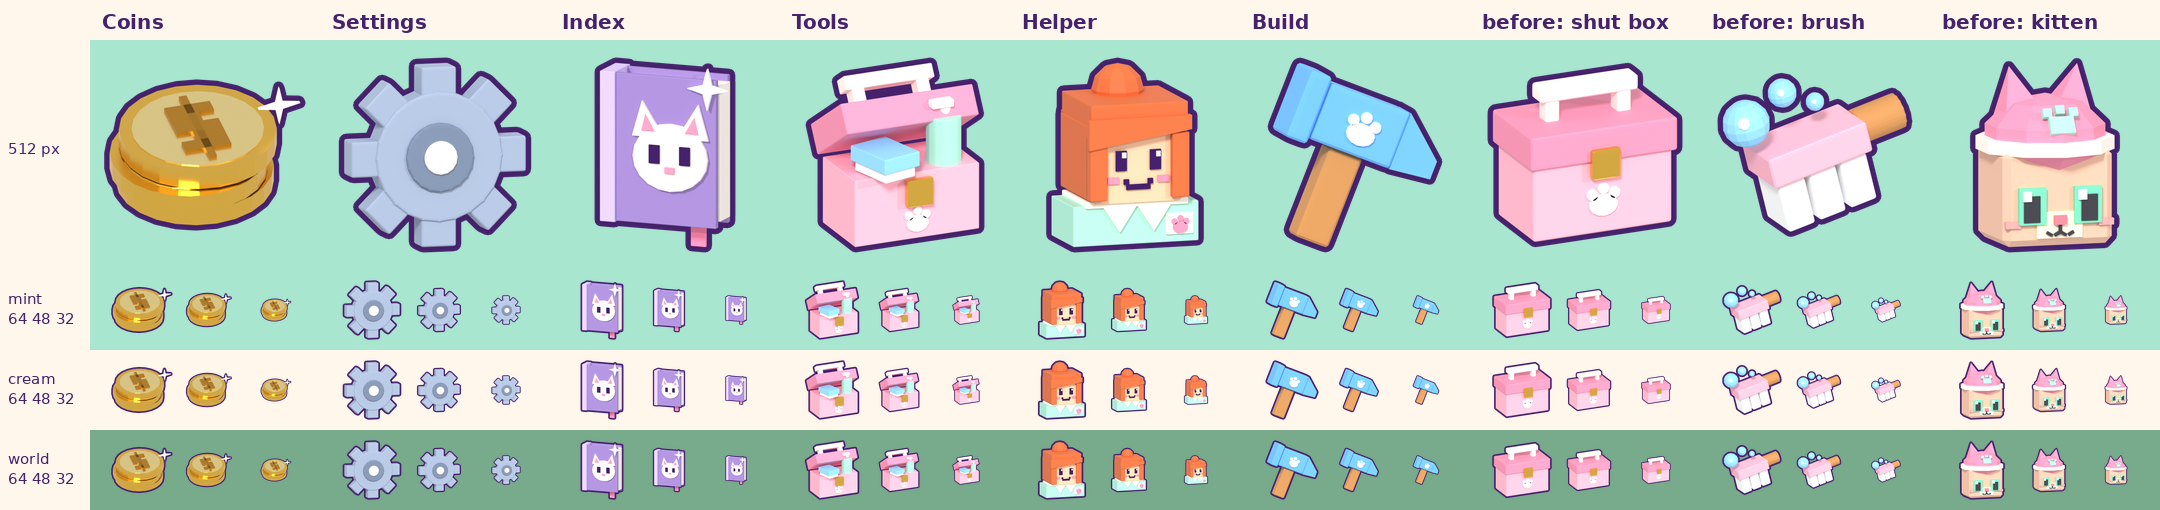 Coins
Settings
Index
Tools
Helper
Build
before: shut box
before: brush
before: kitten
512 px
mint
64 48 32
cream
64 48 32
world
64 48 32